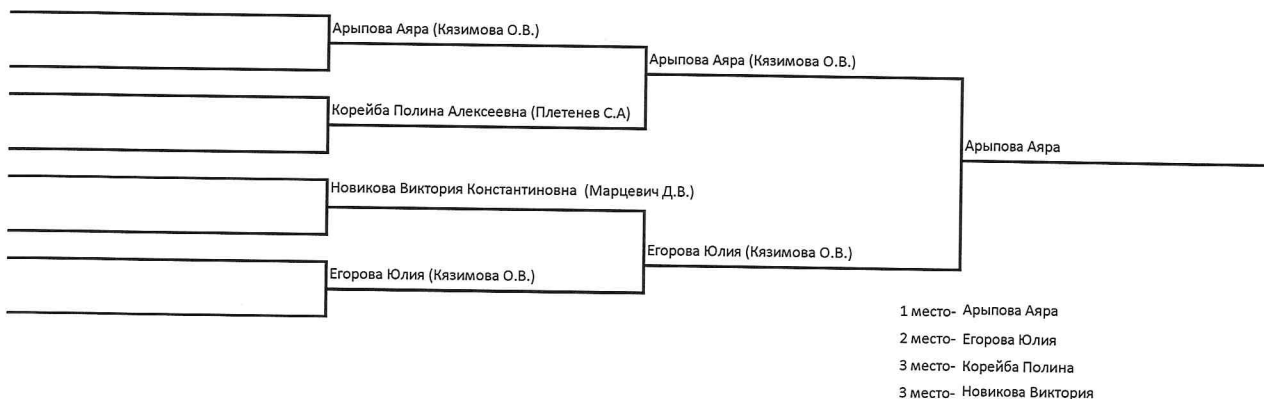 Арыпова Аяра (Кязимова О.В.)
Арыпова Аяра (Кязимова О.В.)
Корейба Полина Алексеевна (Плетенев С.А)
Арыпова Аяра
Новикова Виктория Константиновна (Марцевич Д.В.)
Егорова Юлия (Кязимова О.В.)
Егорова Юлия (Кязимова О.В.)
1 место- Арыпова Аяра
2 место- Егорова Юлия
3 место- Корейба Полина
3 место- Новикова Виктория